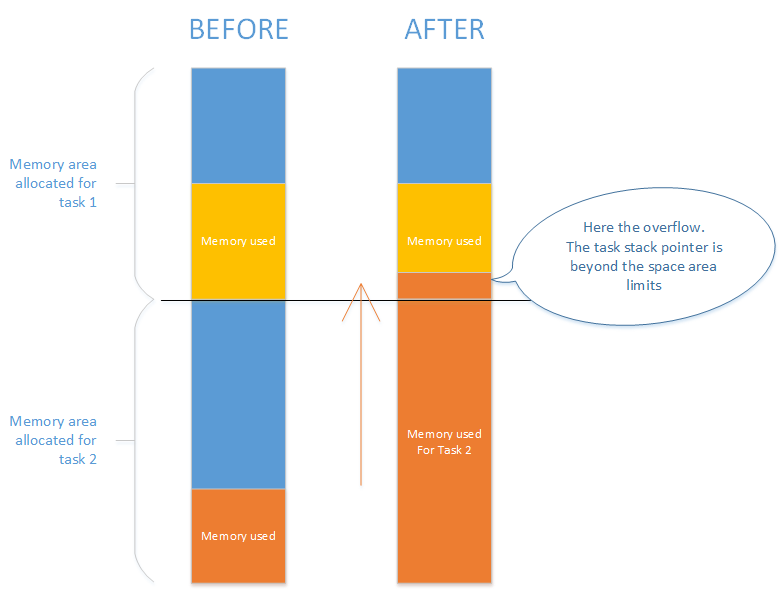 BEFORE
AFTER
Memory area
allocated for
task 1
Memory used
Memory used
Here the overflow.
The task stack pointer is
beyond the space area
limits
Memory area
allocated for
task 2
Memory used
For Task 2
Memory used